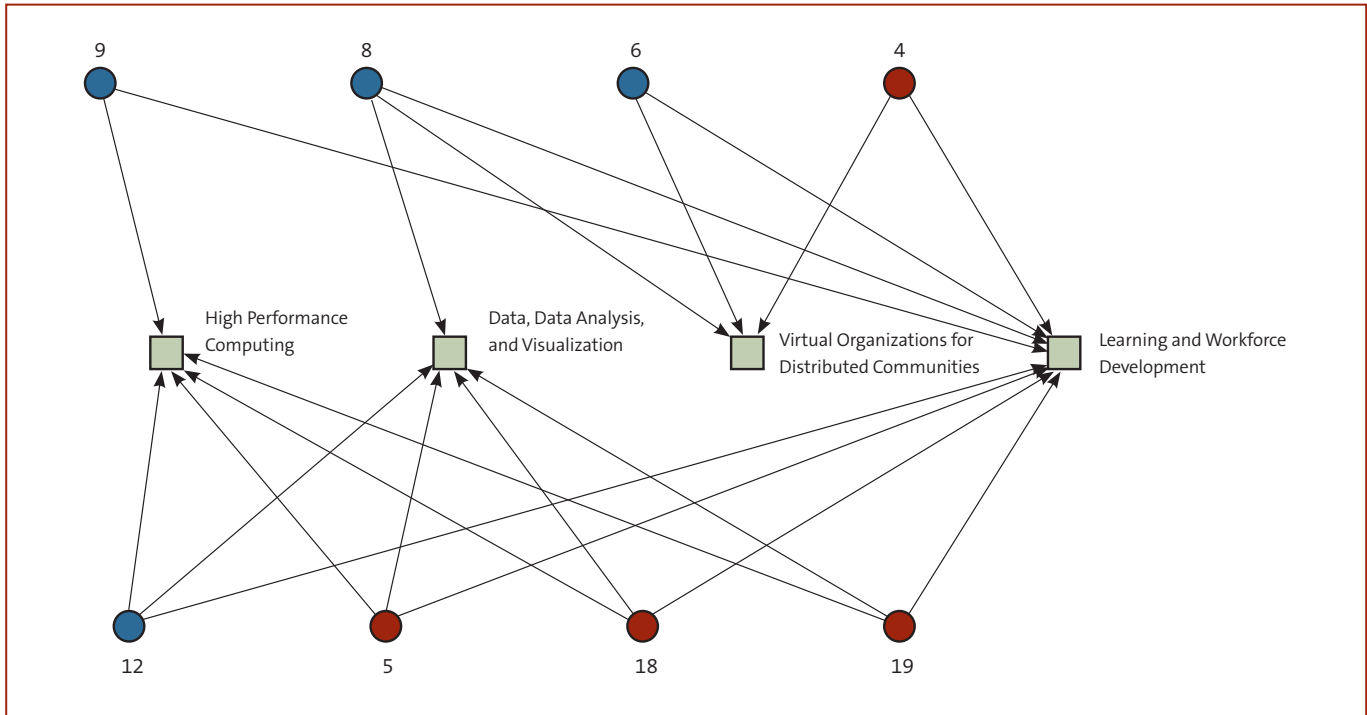 9
8
6
4
High Performance
Computing
Data, Data Analysis,
and Visualization
Virtual Organizations for
Distributed Communities
Learning and Workforce
Development
12
5
18
19